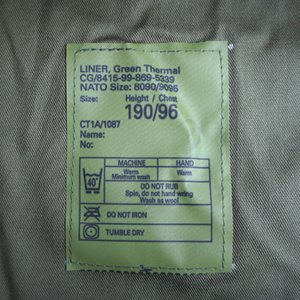 LINER, Green Thermal
CG/8415-99-869-5339
NATO Size: 8090/9095
Size: Height / Chest
190/96
CT1A/1087
Name:
No:
MACHINE HAND
40° Warm Minimum wash Warm
DO NOT RUB
Spin, do not hand wring
Wash as wool
DO NOT IRON
TUMBLE DRY